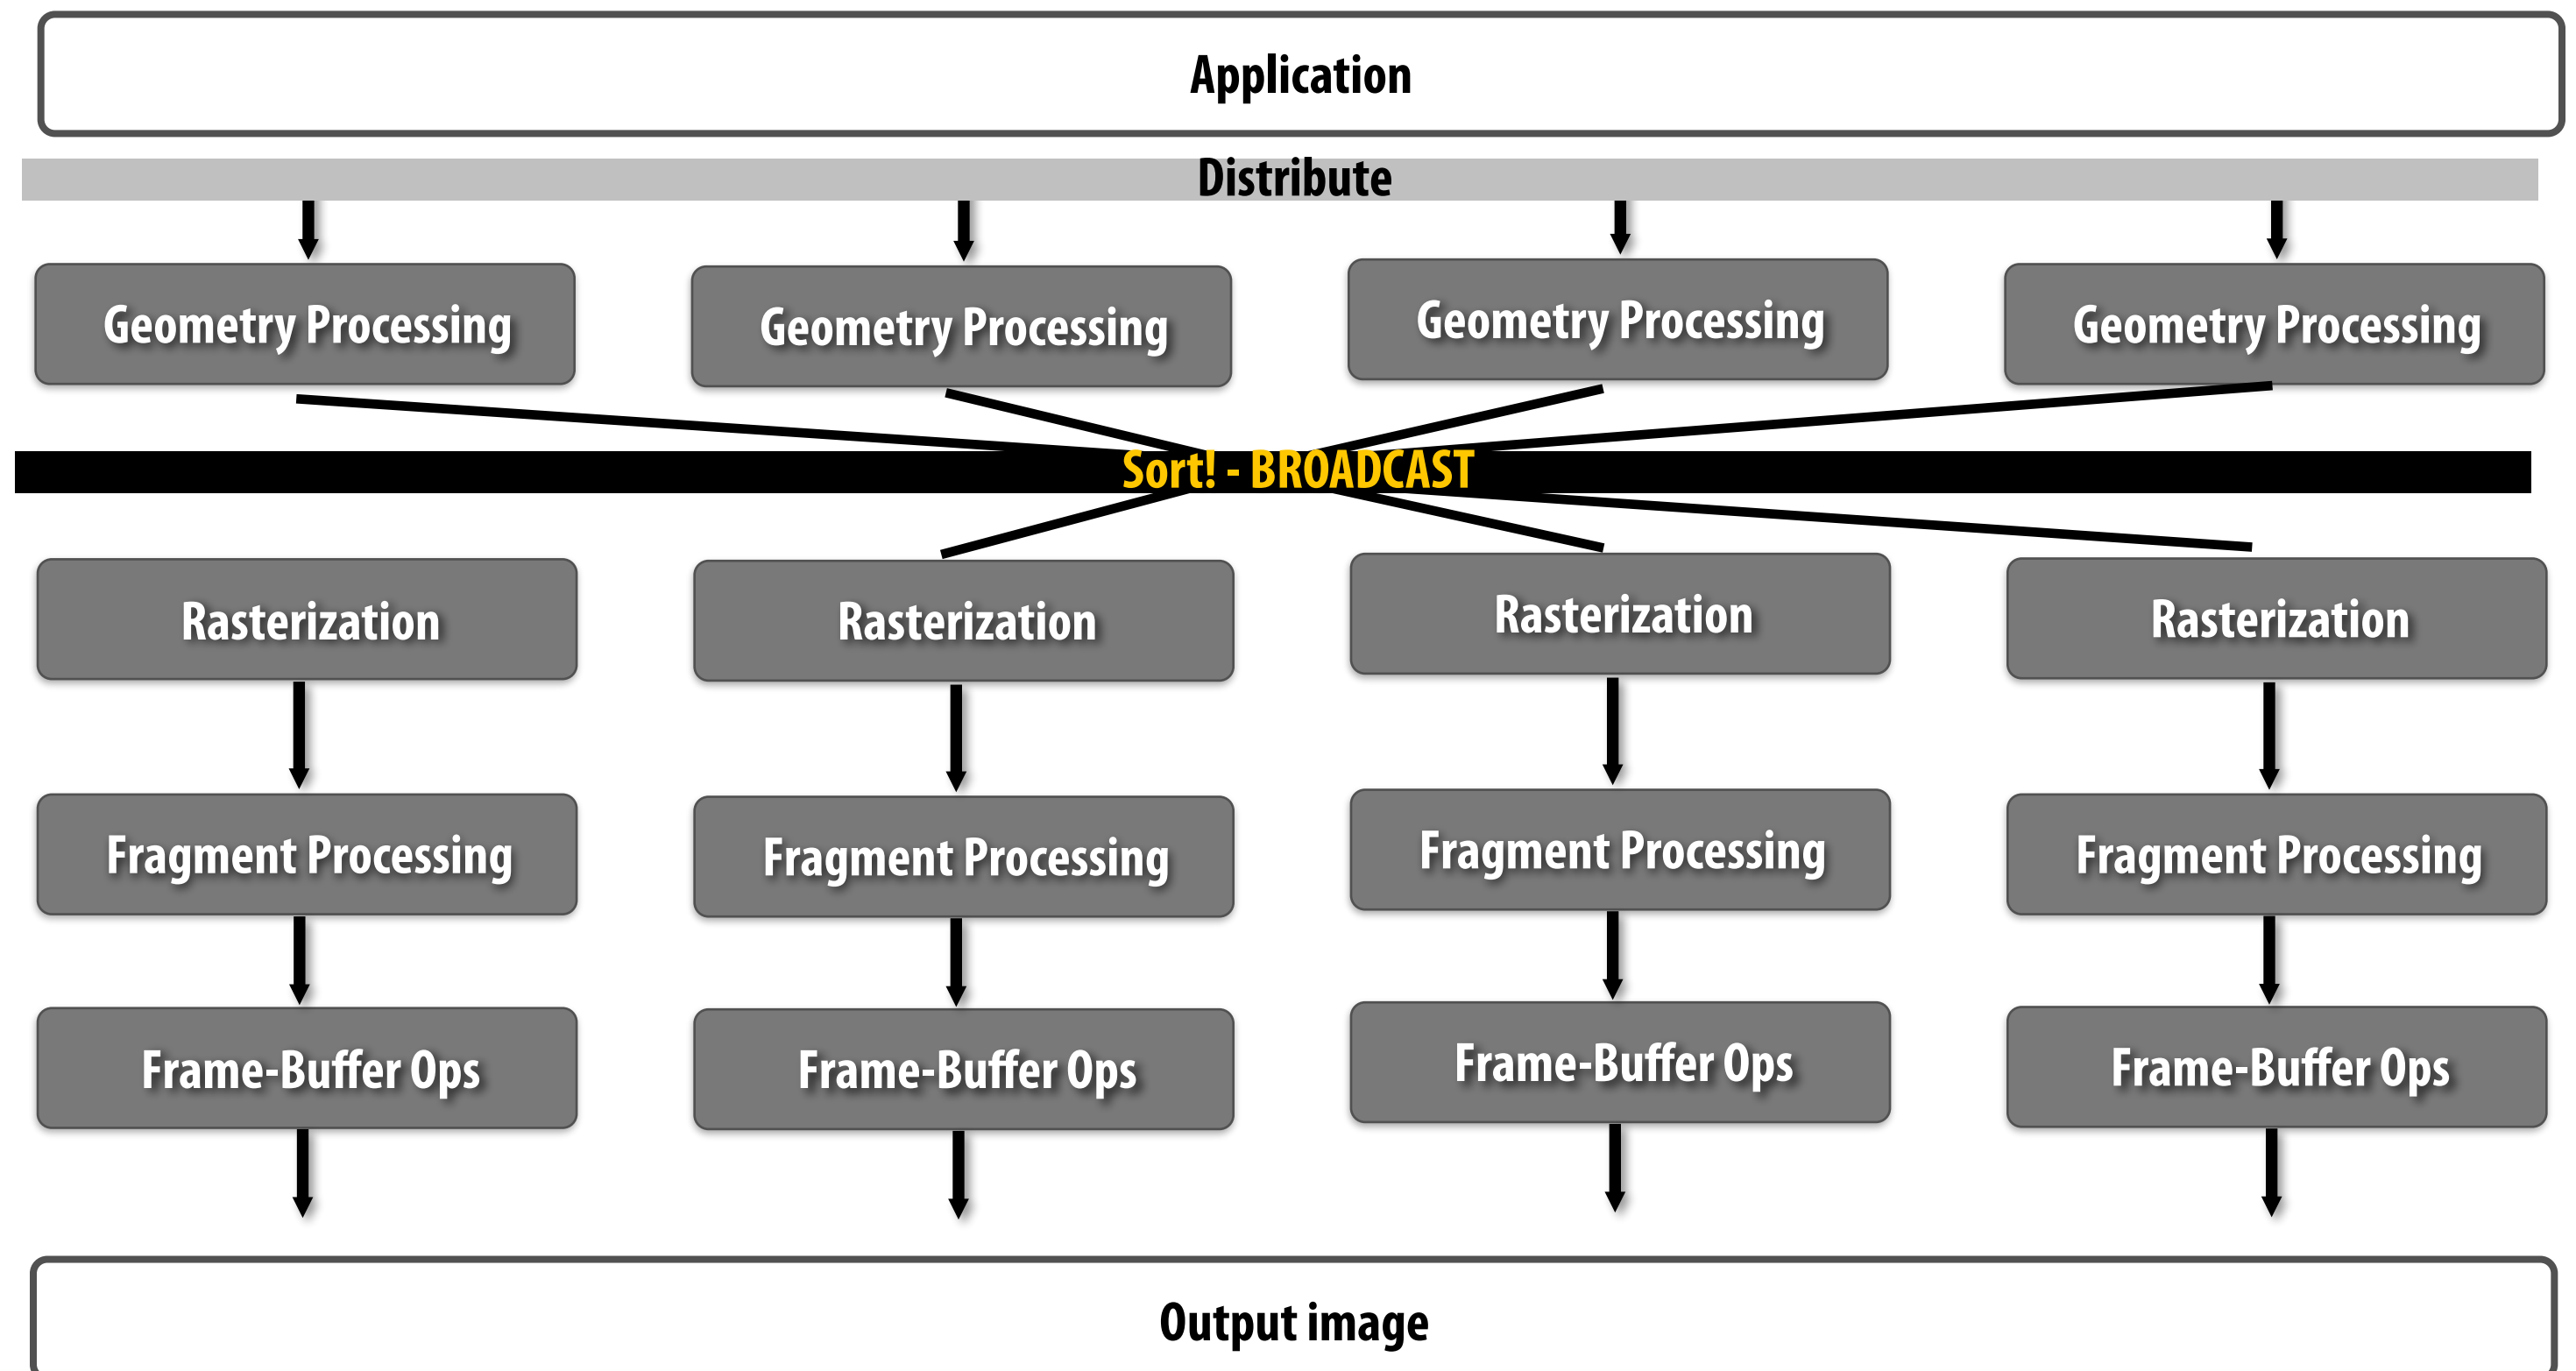 Application
Distribute
Geometry Processing
Geometry Processing
Geometry Processing
Geometry Processing
Sort! - BROADCAST
Rasterization
Rasterization
Rasterization
Rasterization
Fragment Processing
Fragment Processing
Fragment Processing
Fragment Processing
Frame-Buffer Ops
Frame-Buffer Ops
Frame-Buffer Ops
Frame-Buffer Ops
Output image